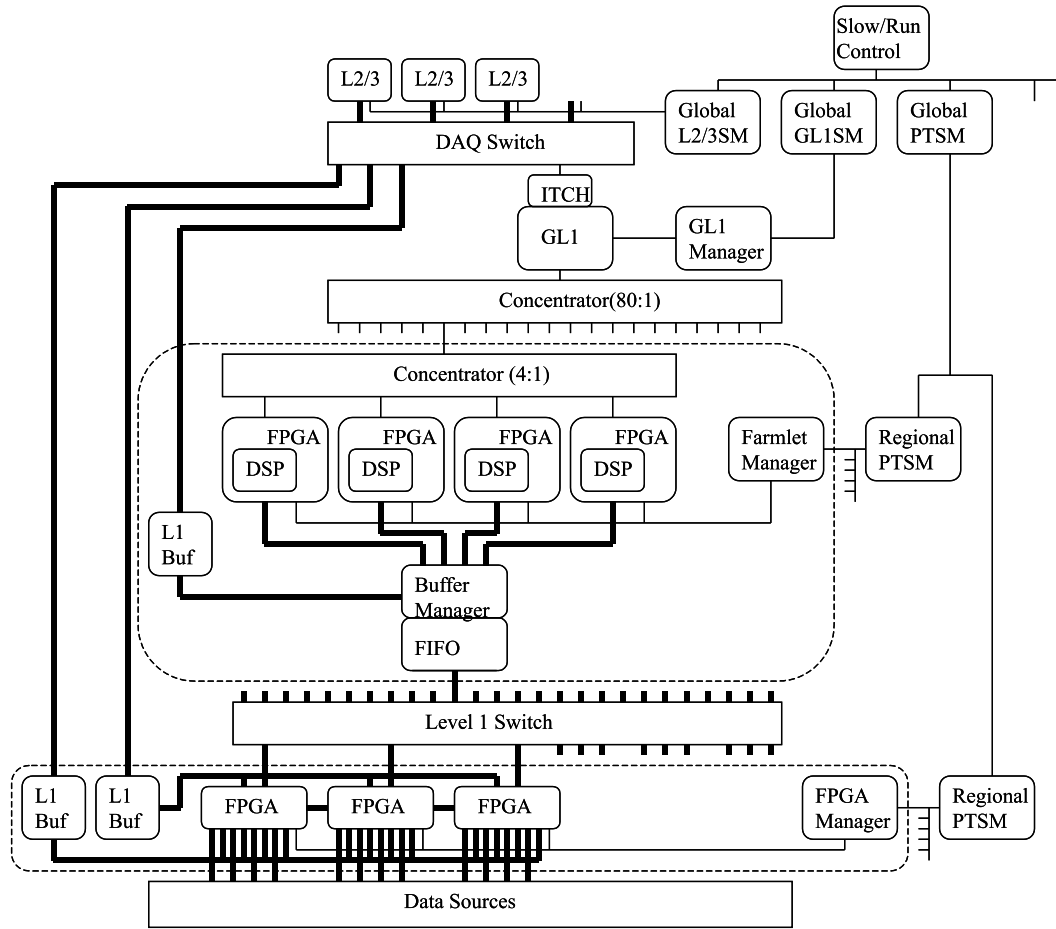 Slow/Run
Control
L2/3
L2/3
L2/3
Global
L2/3SM
Global
GL1SM
Global
PTSM
DAQ Switch
ITCH
GL1
GL1
Manager
Concentrator(80:1)
Concentrator (4:1)
FPGA
DSP
FPGA
DSP
FPGA
DSP
FPGA
DSP
Farmlet
Manager
Regional
PTSM
L1
Buf
Buffer
Manager
FIFO
Level 1 Switch
L1
Buf
L1
Buf
FPGA
FPGA
FPGA
FPGA
Manager
Regional
PTSM
Data Sources